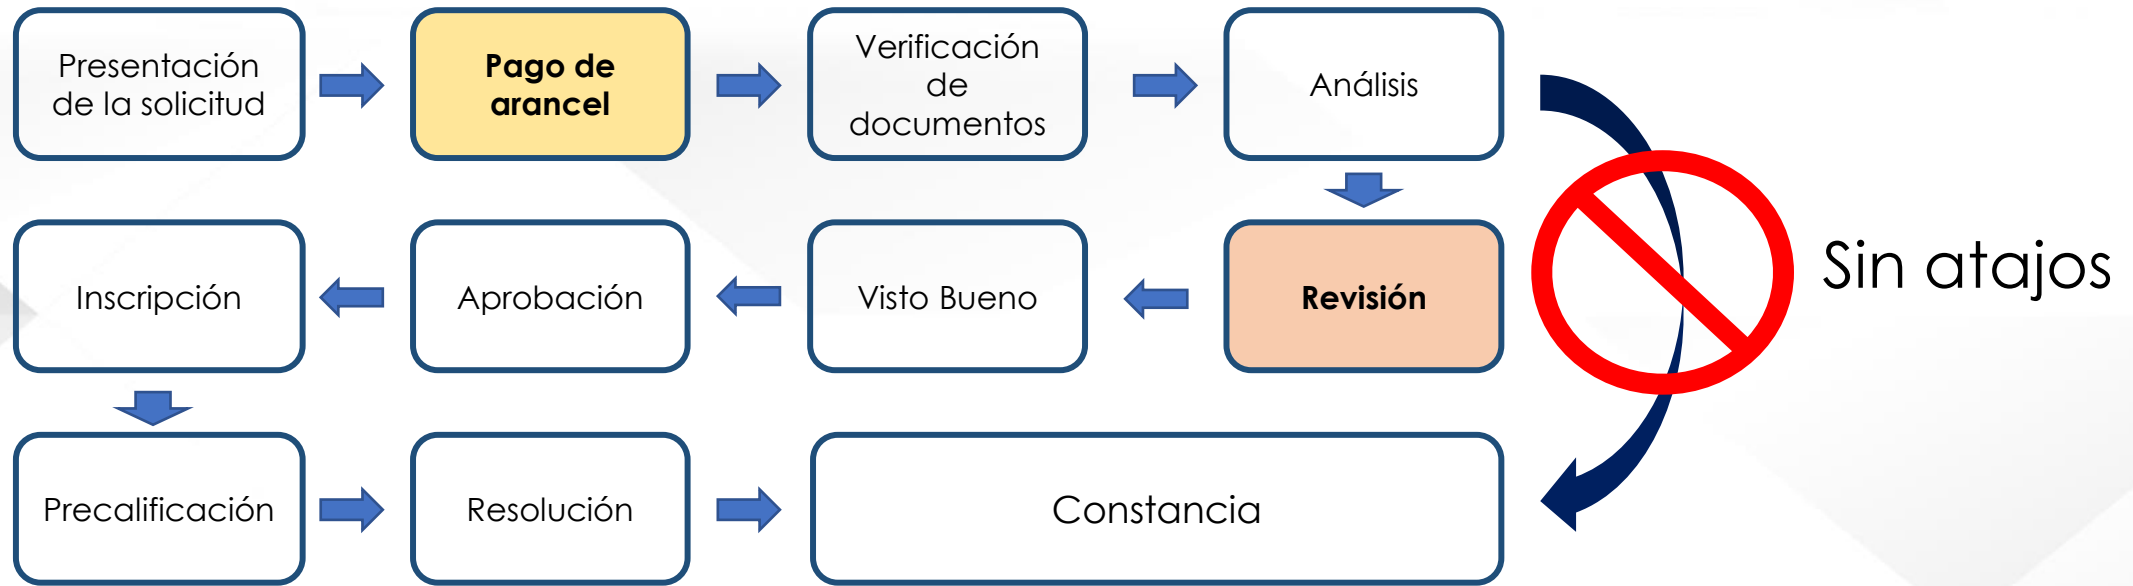 Presentación
de la solicitud
Pago de
arancel
Verificación
de
documentos
Análisis
Revisión
Visto Bueno
Aprobación
Inscripción
Precalificación
Resolución
Constancia
Sin atajos